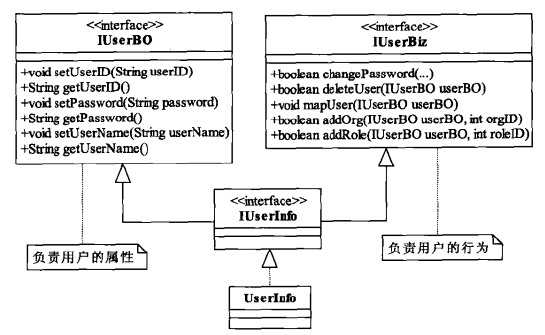 <<interface>>
IUserBO
+void setUserID(String userID)
+String getUserID()
+void setPassword(String password)
+String getPassword()
+void setUserName(String userName)
+String getUserName()
<<interface>>
IUserBiz
+boolean changePassword(...)
+boolean deleteUser(IUserBO userBO)
+void mapUser(IUserBO userBO)
+boolean addOrg(IUserBO userBO, int orgID)
+boolean addRole(IUserBO userBO, int roleID)
<<interface>>
IUserInfo
负责用户的属性
负责用户的行为
UserInfo